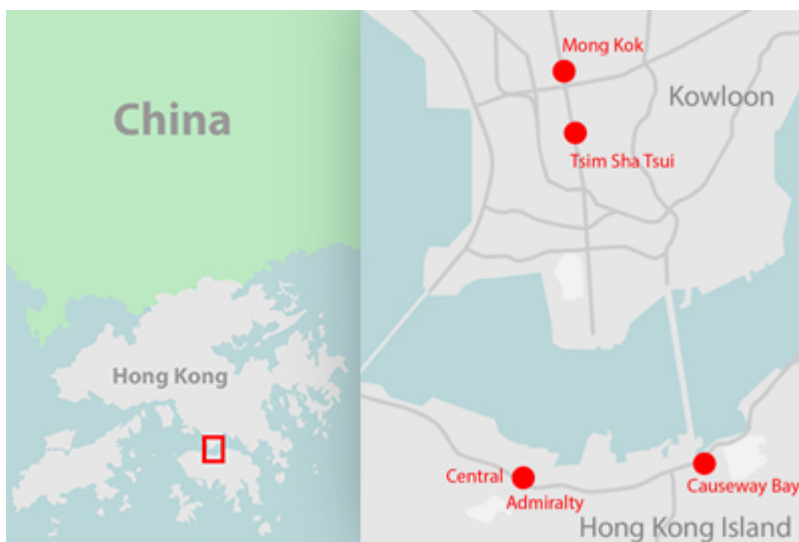 China
Hong Kong
Mong Kok
Kowloon
Tsim Sha Tsui
Central
Admiralty
Causeway Bay
Hong Kong Island